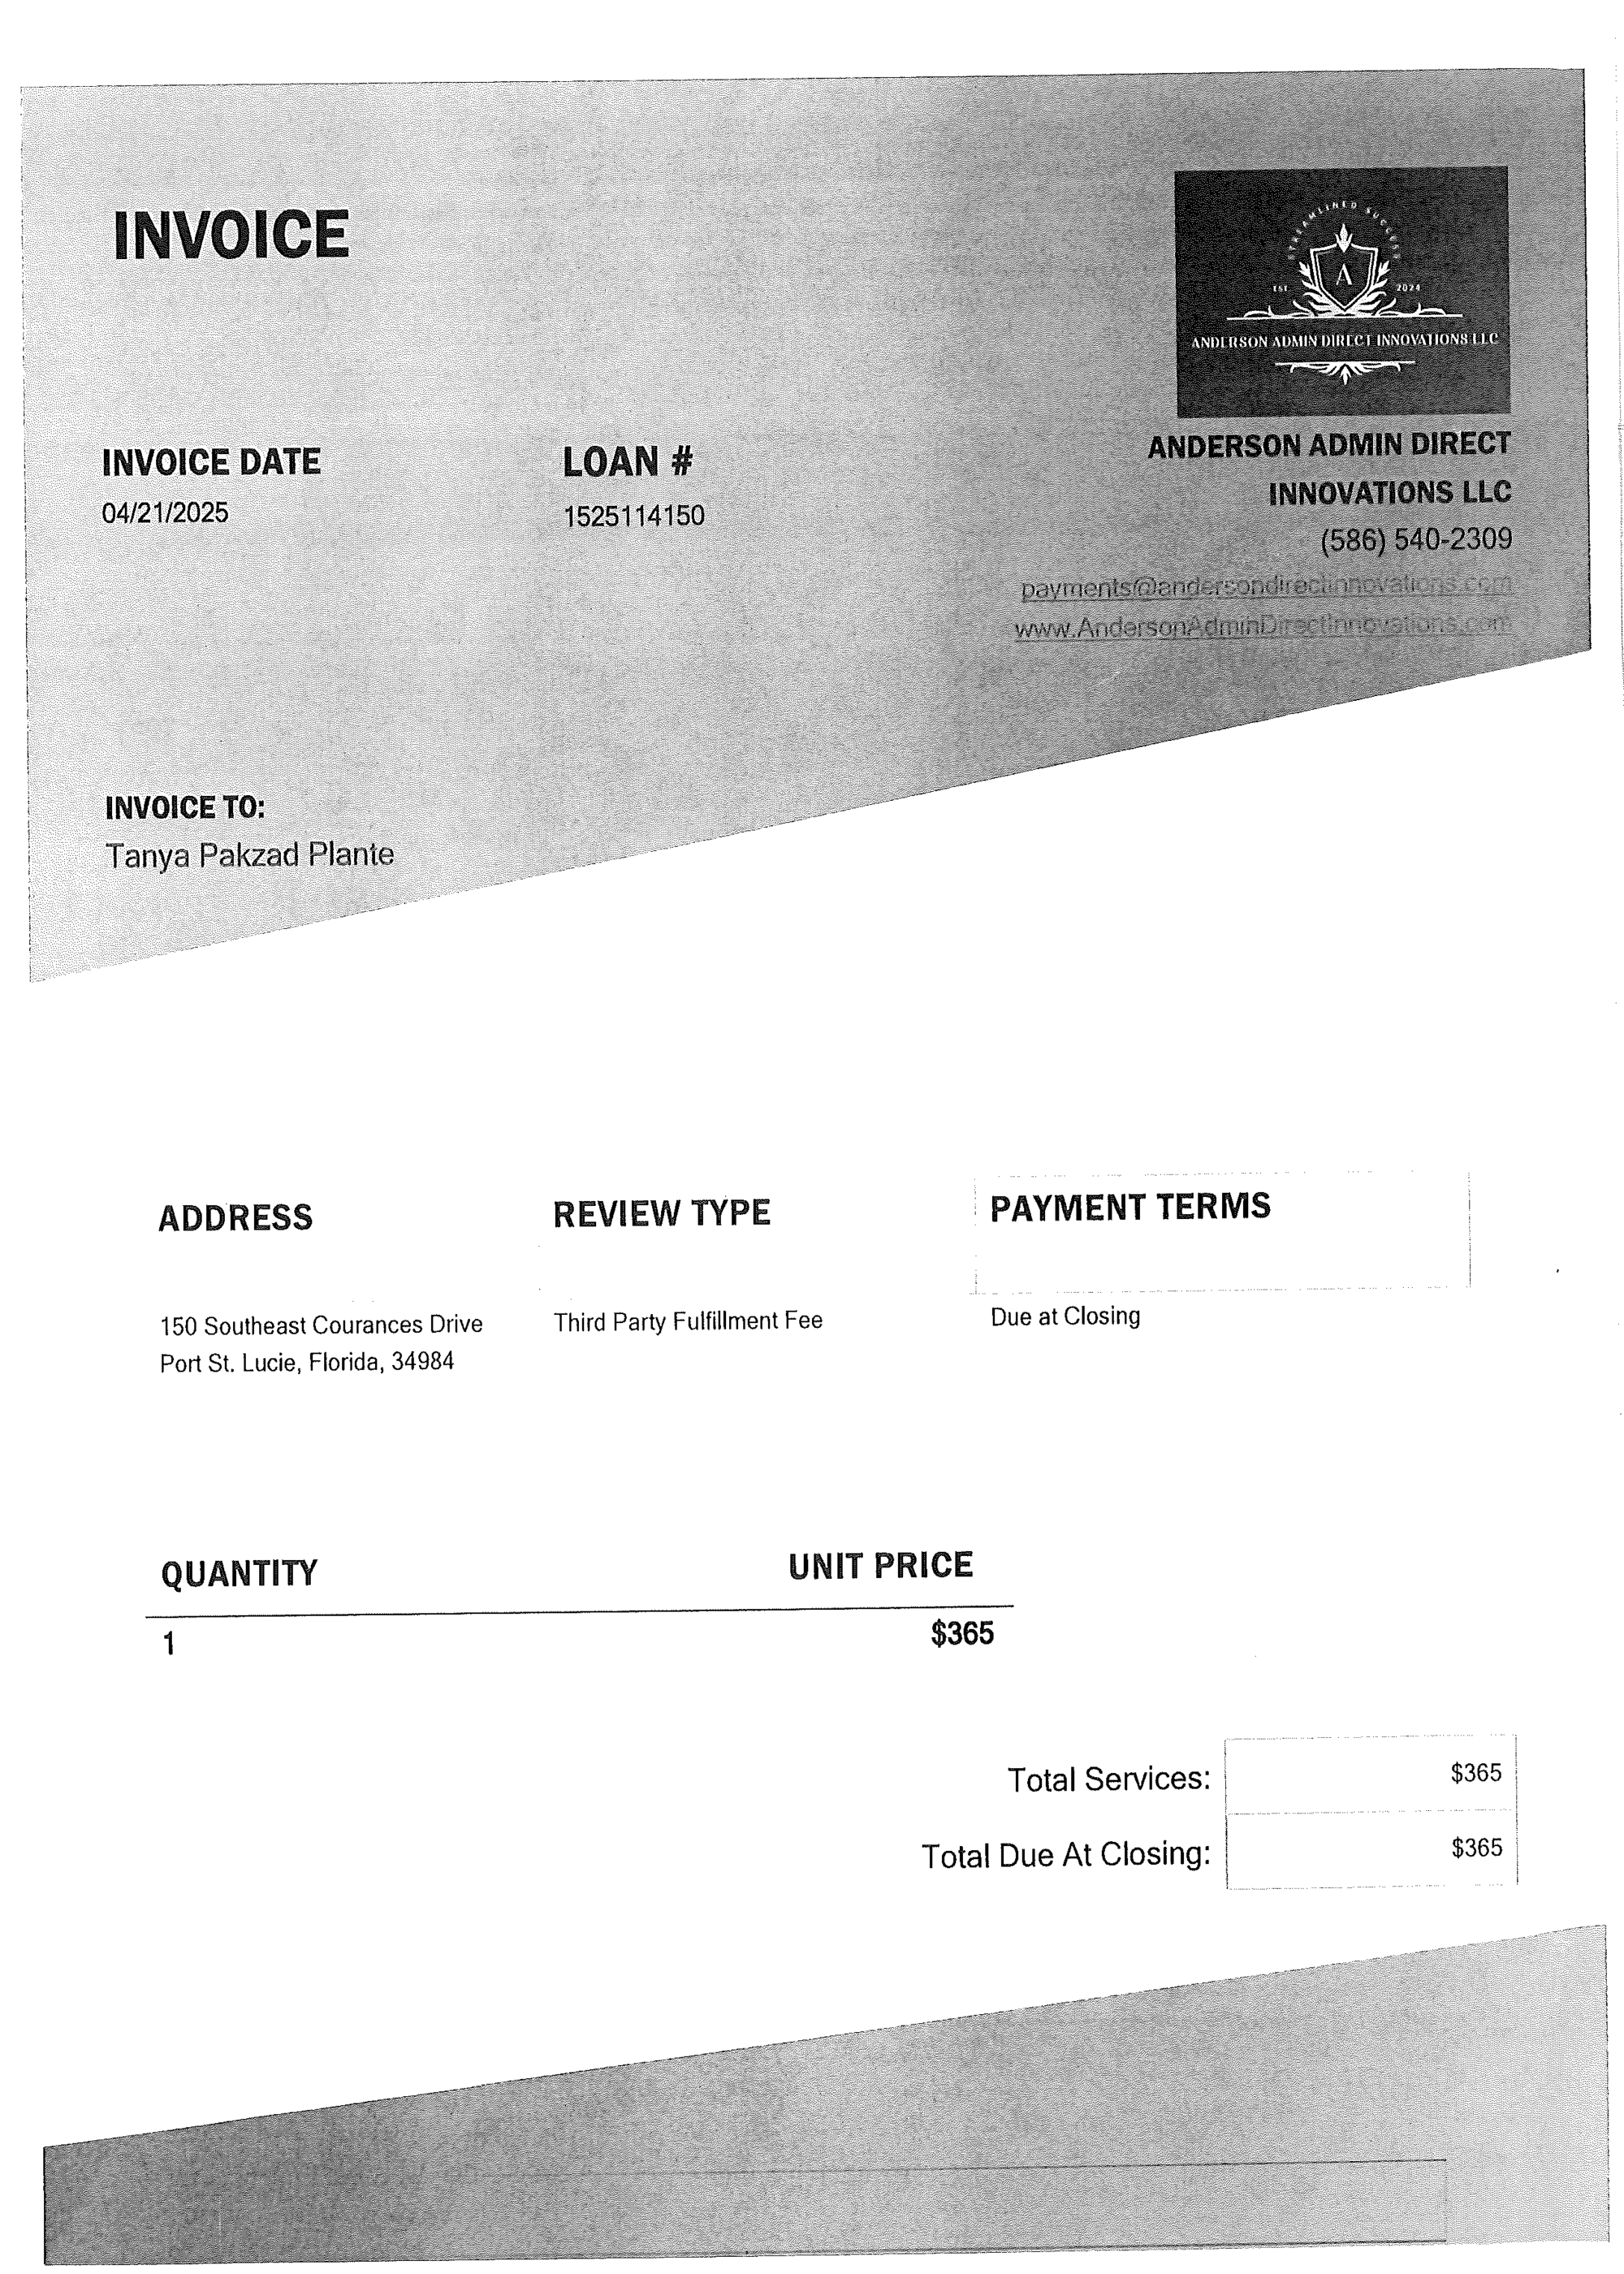 INVOICE
STREAMLINED SUCCESS
A
EST 2024
ANDERSON ADMIN DIRECT INNOVATIONS LLC
INVOICE DATE
04/21/2025
LOAN #
1525114150
ANDERSON ADMIN DIRECT
INNOVATIONS LLC
(586) 540-2309
payments@andersondirectinnovations.com
www.AndersonAdminDirectInnovations.com
INVOICE TO:
Tanya Pakzad Plante
ADDRESS
150 Southeast Courances Drive
Port St. Lucie, Florida, 34984
REVIEW TYPE
Third Party Fulfillment Fee
PAYMENT TERMS
Due at Closing
QUANTITY UNIT PRICE
1 $365
Total Services: $365
Total Due At Closing: $365